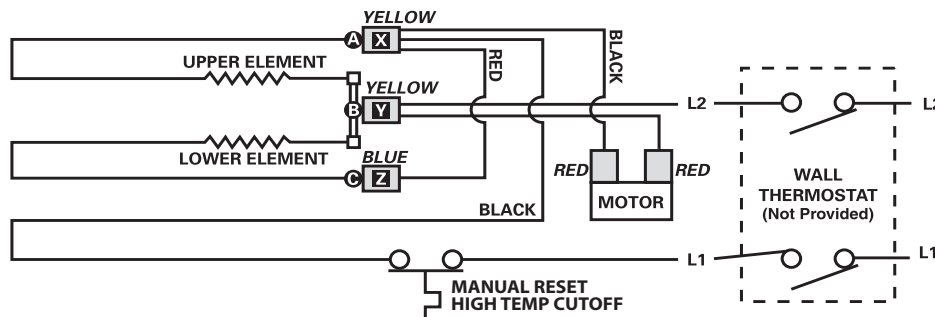 YELLOW
A X
UPPER ELEMENT
RED
BLACK
YELLOW
B Y
L2
L2
LOWER ELEMENT
BLUE
C Z
RED
RED
MOTOR
WALL
THERMOSTAT
(Not Provided)
BLACK
L1
L1
MANUAL RESET
HIGH TEMP CUTOFF